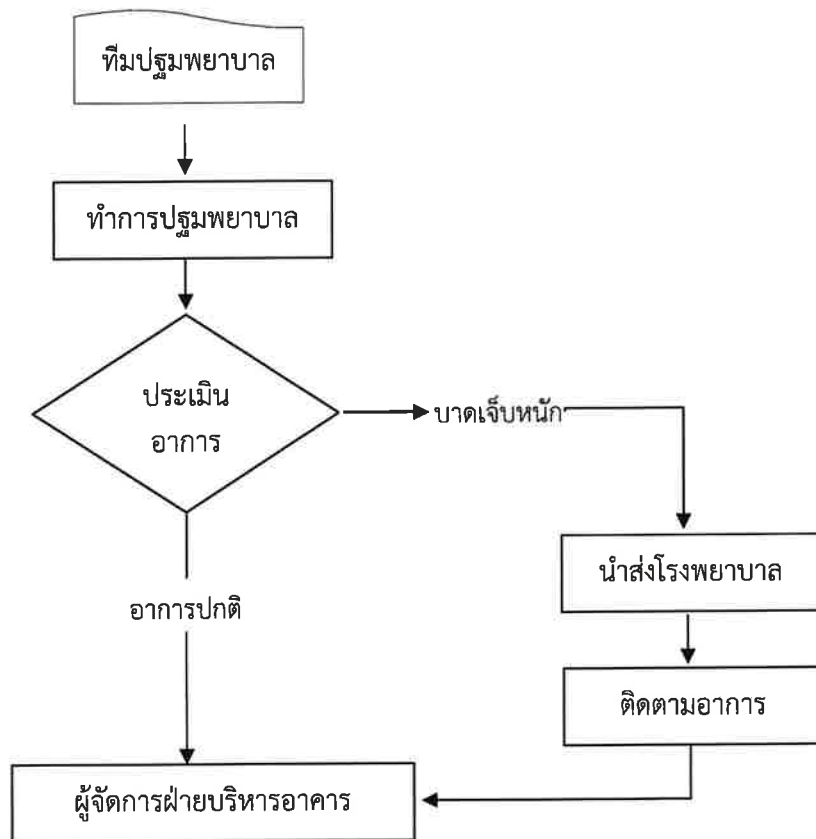 ทีมปฐมพยาบาล
ทำการปฐมพยาบาล
ประเมิน
อาการ
บาดเจ็บหนัก
นำส่งโรงพยาบาล
อาการปกติ
ติดตามอาการ
ผู้จัดการฝ่ายบริหารอาคาร